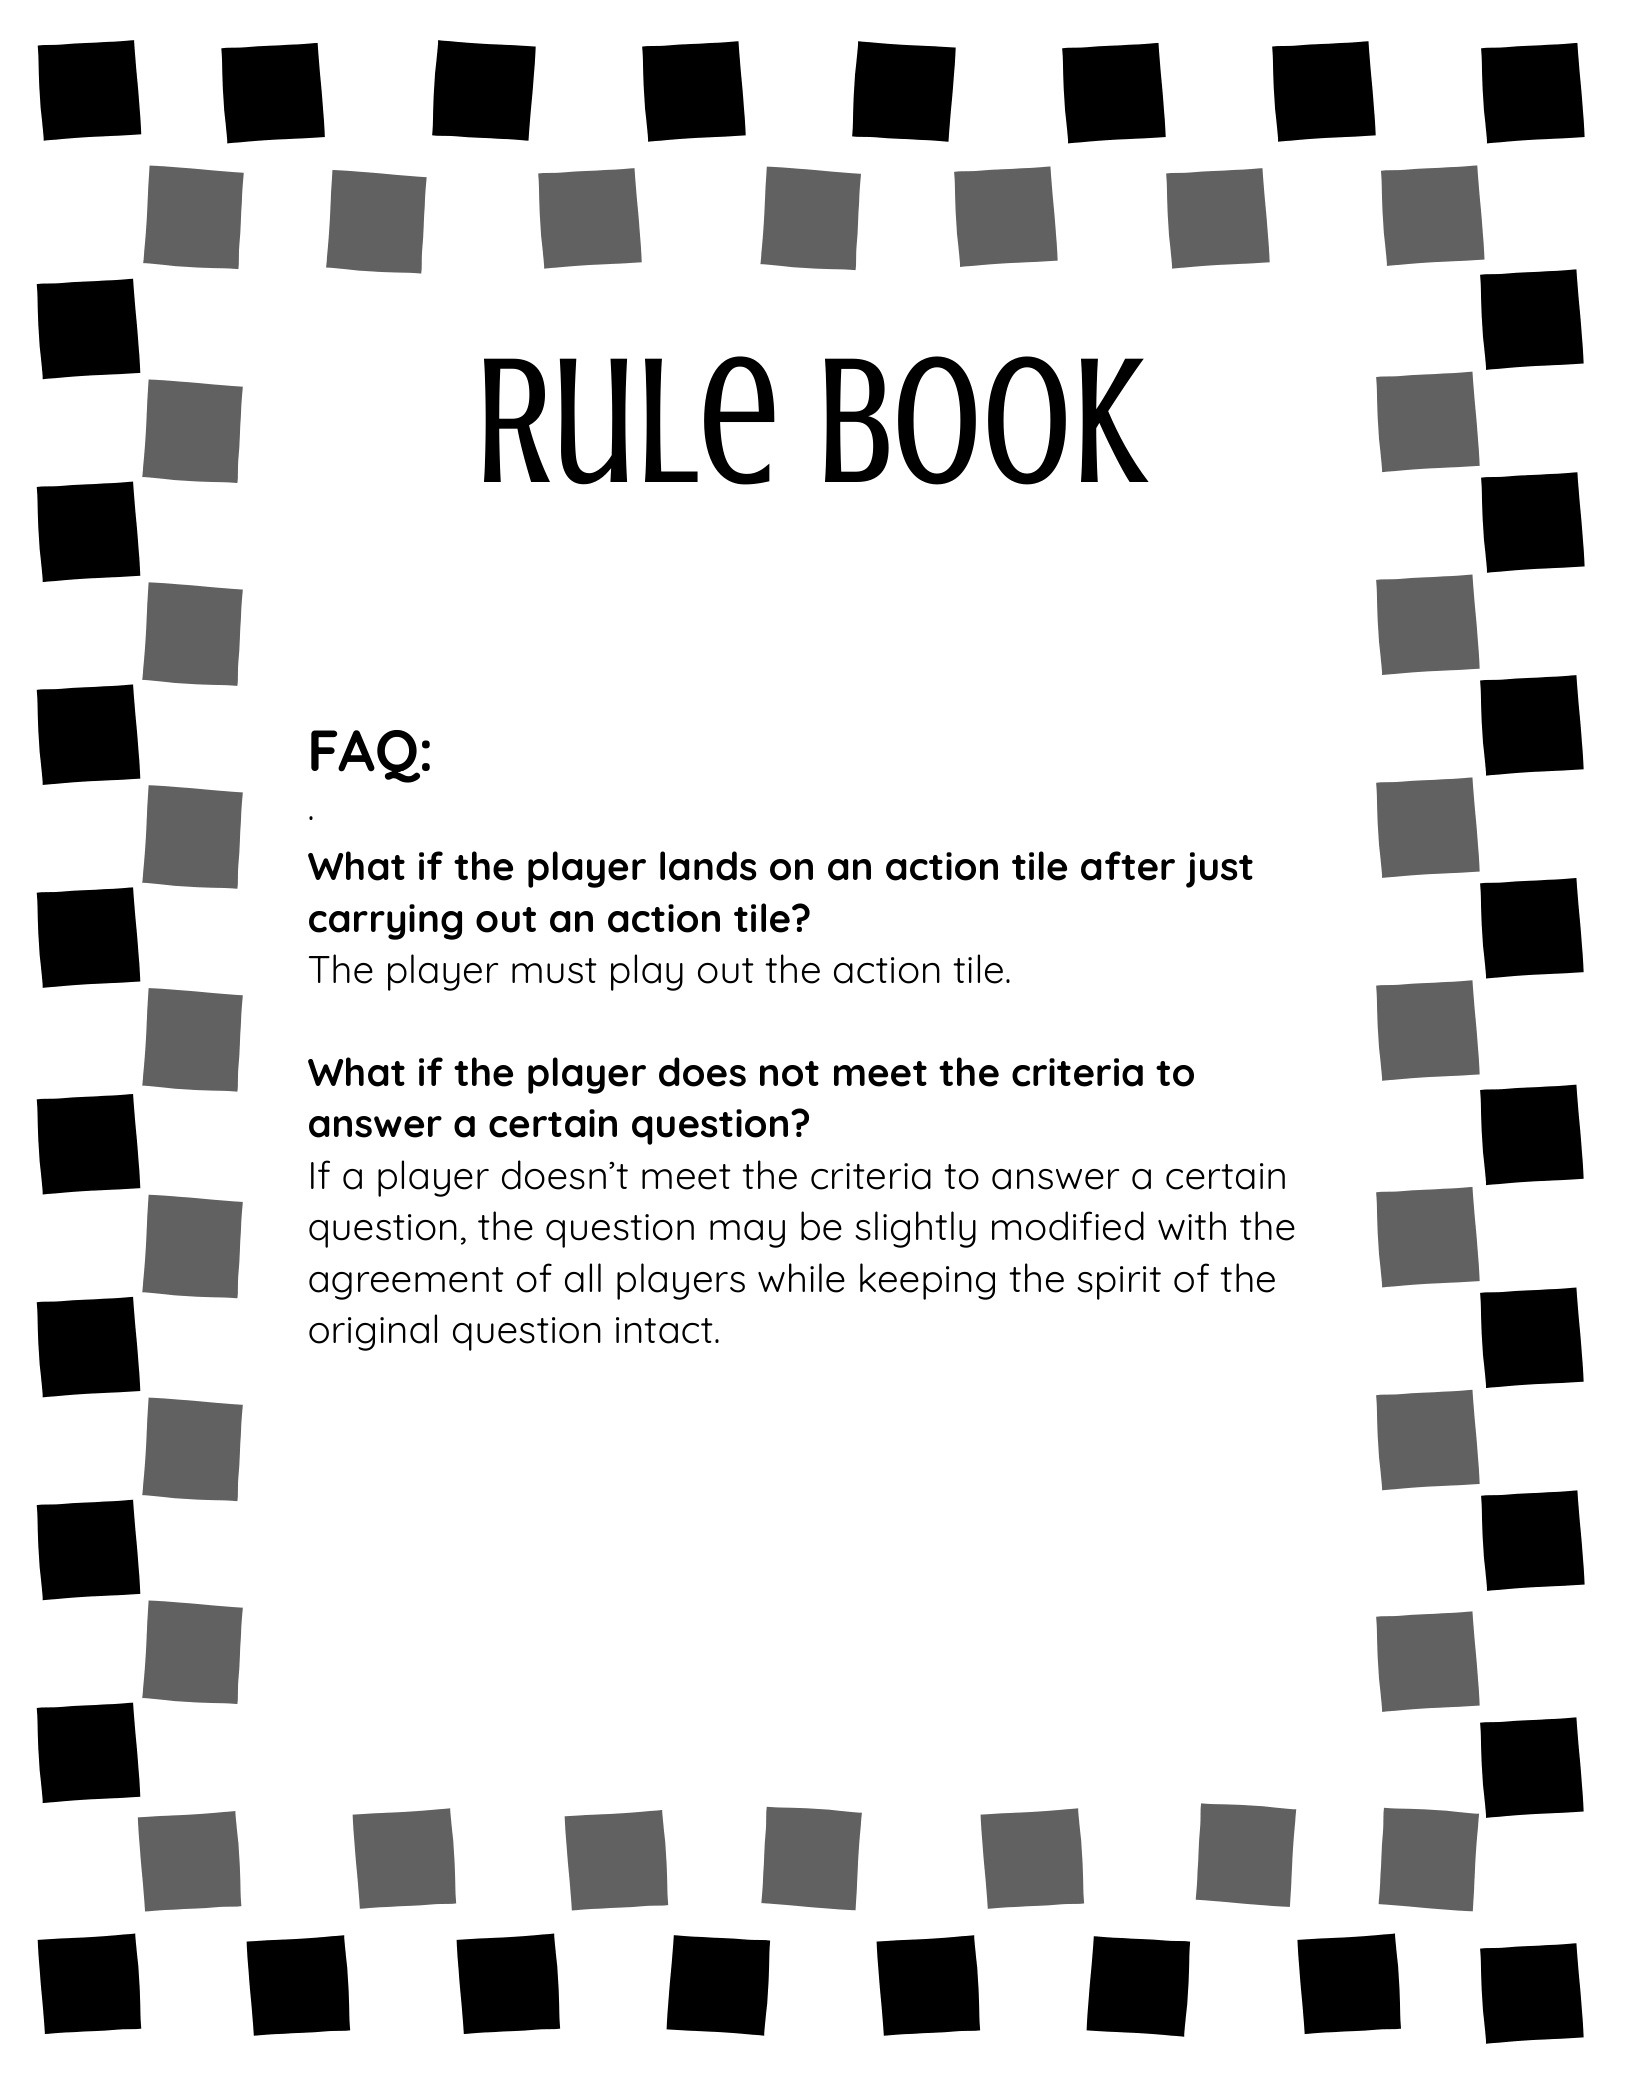 RuLe BOOK
FAQ:
.
What if the player lands on an action tile after just
carrying out an action tile?
The player must play out the action tile.
What if the player does not meet the criteria to
answer a certain question?
If a player doesn’t meet the criteria to answer a certain
question, the question may be slightly modified with the
agreement of all players while keeping the spirit of the
original question intact.